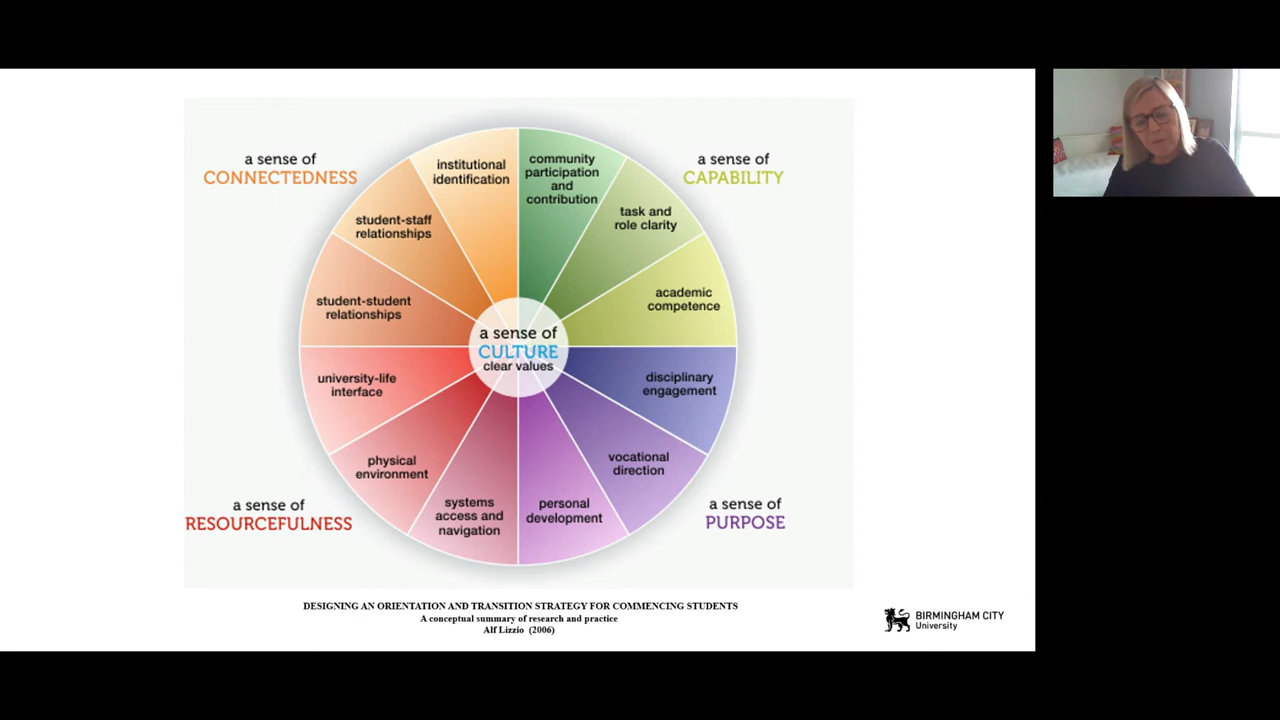 a sense of
CONNECTEDNESS
institutional
identification
community
participation
and
contribution
a sense of
CAPABILITY
student-staff
relationships
task and
role clarity
student-student
relationships
academic
competence
a sense of
CULTURE
clear values
university-life
interface
disciplinary
engagement
physical
environment
vocational
direction
a sense of
RESOURCEFULNESS
systems
access and
navigation
personal
development
a sense of
PURPOSE
DESIGNING AN ORIENTATION AND TRANSITION STRATEGY FOR COMMENCING STUDENTS
A conceptual summary of research and practice
Alf Lizzio (2006)
BIRMINGHAM CITY
University